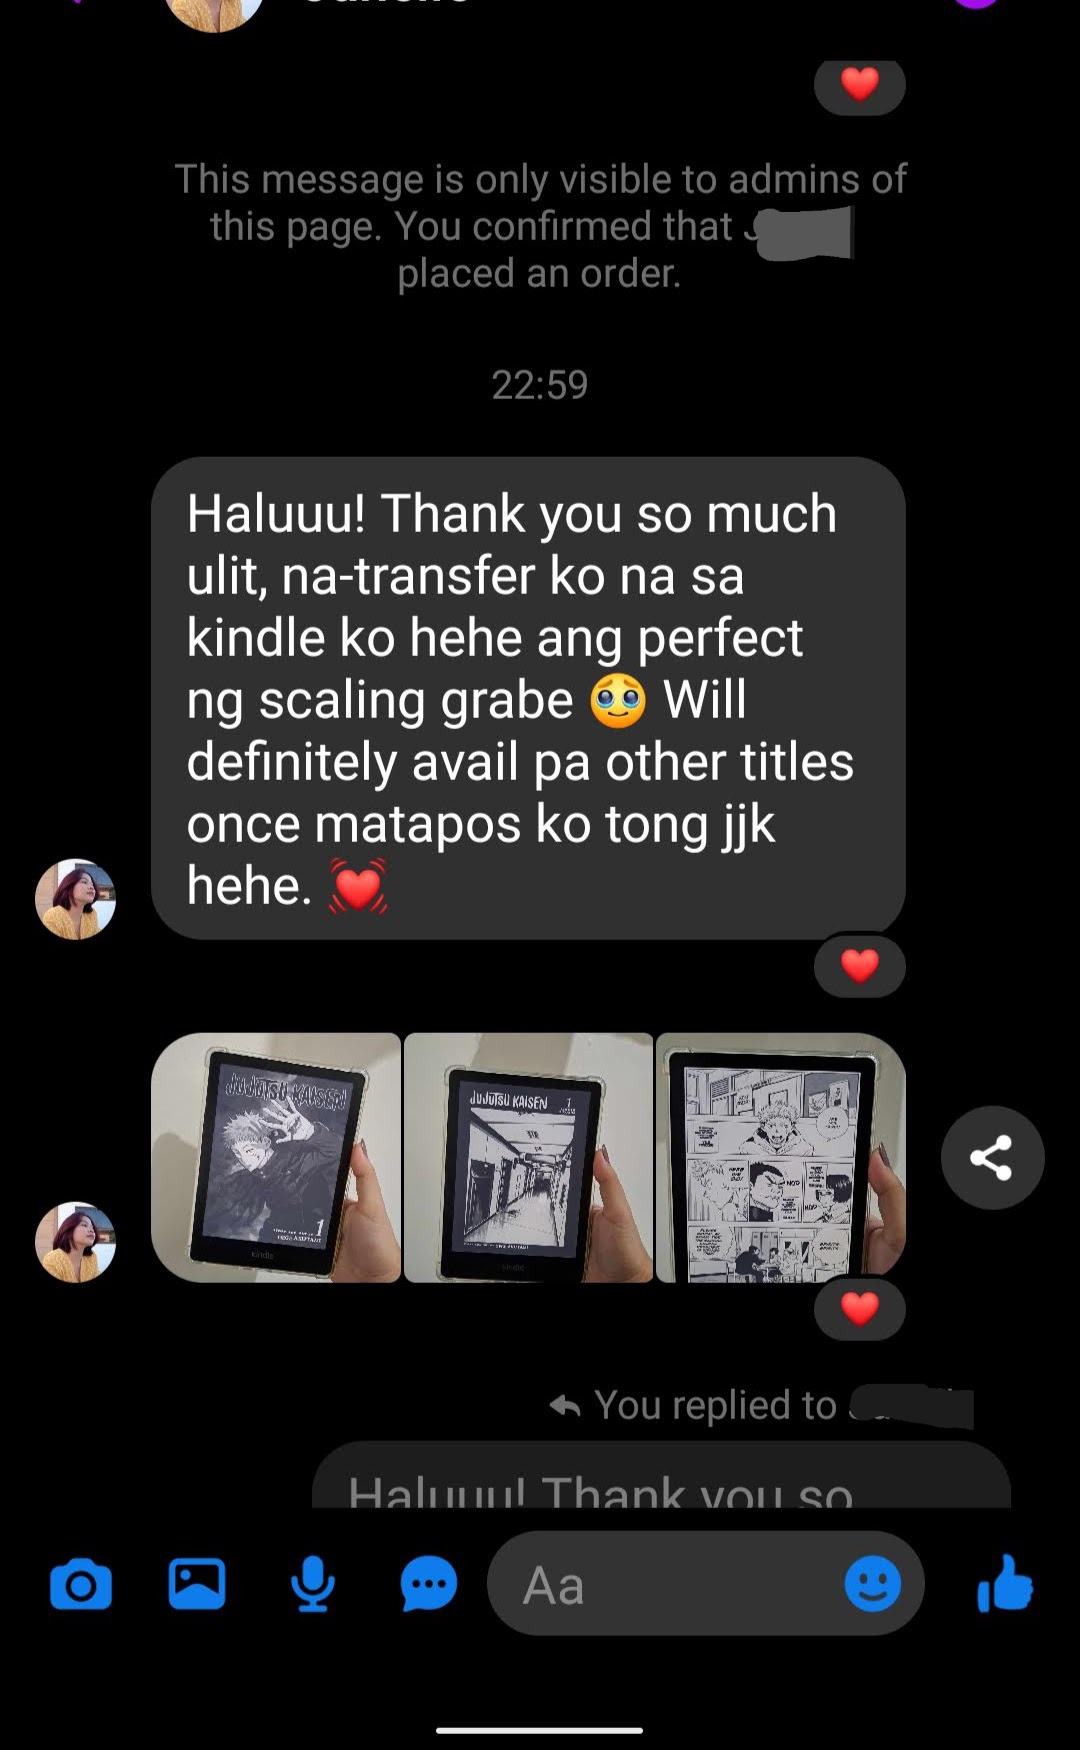 This message is only visible to admins of
this page. You confirmed that
placed an order.
22:59
Haluuu! Thank you so much
ulit, na-transfer ko na sa
kindle ko hehe ang perfect
ng scaling grabe 🥹 Will
definitely avail pa other titles
once matapos ko tong jjk
hehe. 💓
JUJUTSU KAISEN
1
kindle
JUJUTSU KAISEN 1
You replied to
Haluuu! Thank you so
Aa